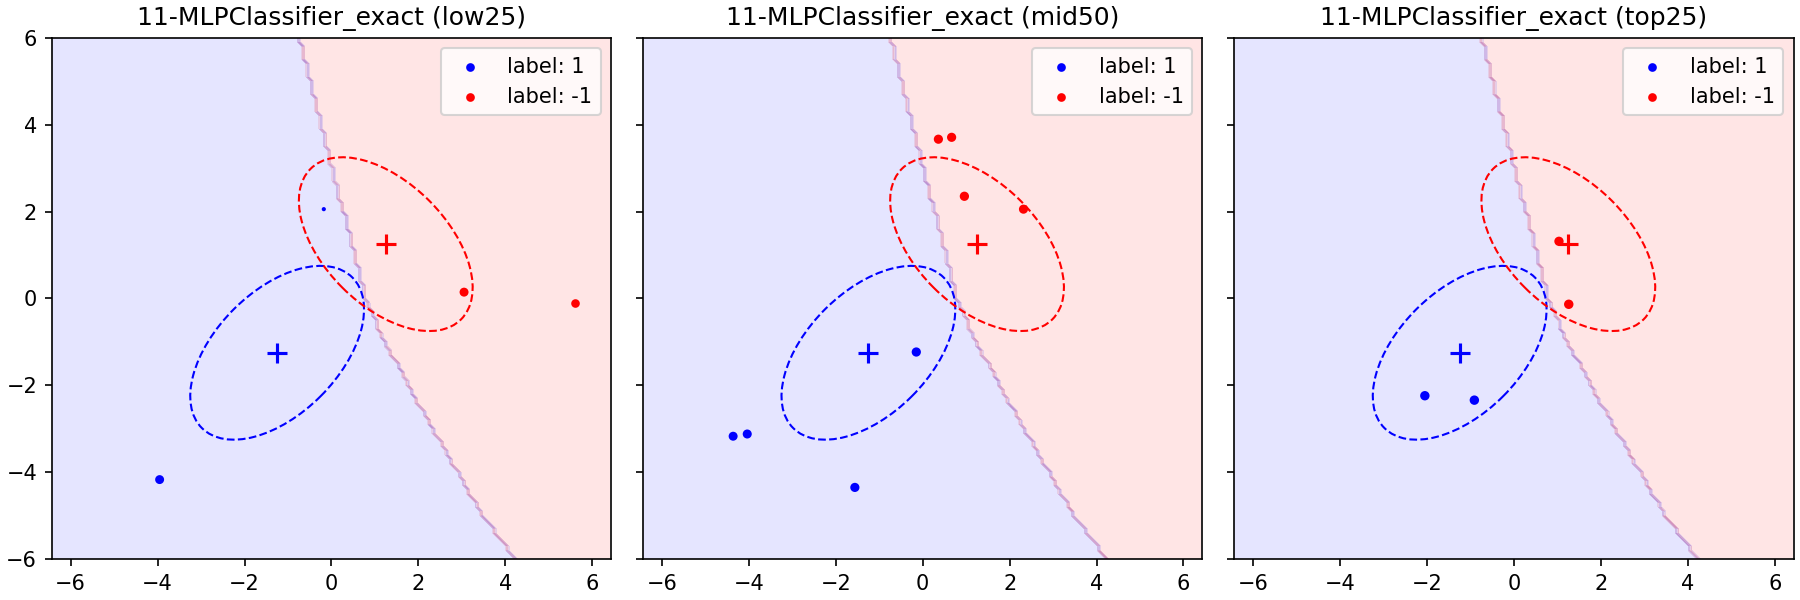 11-MLPClassifier_exact (low25)
11-MLPClassifier_exact (mid50)
11-MLPClassifier_exact (top25)
label: 1
label: -1
label: 1
label: -1
label: 1
label: -1
6
4
2
0
−2
−4
−6
−6 −4 −2 0 2 4 6
−6 −4 −2 0 2 4 6
−6 −4 −2 0 2 4 6